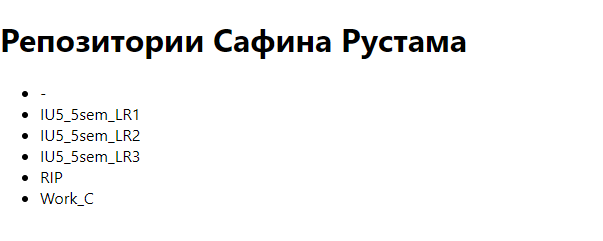 Репозитории Сафина Рустама
-
IU5_5sem_LR1
IU5_5sem_LR2
IU5_5sem_LR3
RIP
Work_C